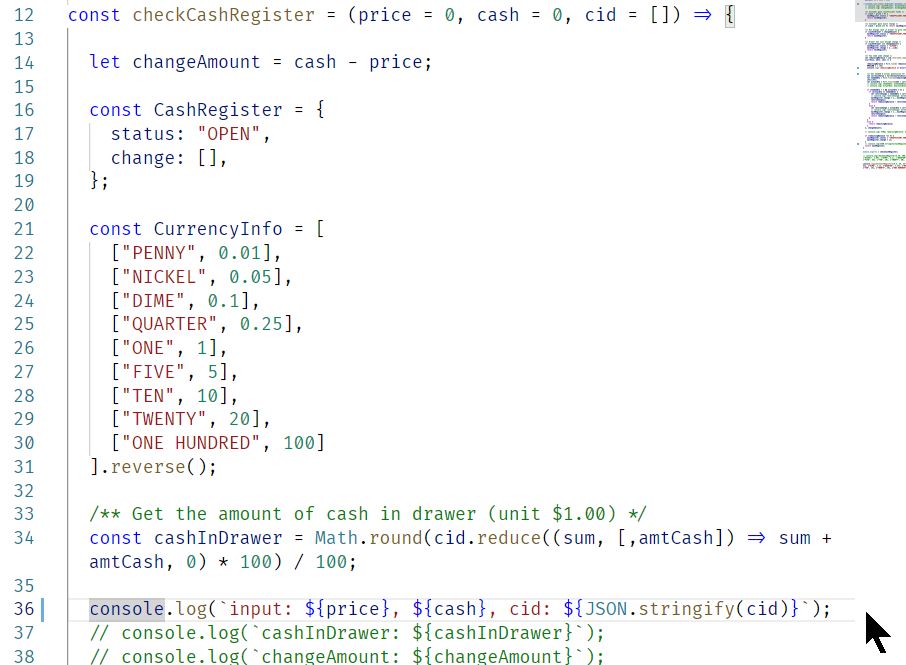 12 const checkCashRegister = (price = 0, cash = 0, cid = []) => {
13
14 let changeAmount = cash - price;
15
16 const CashRegister = {
17 status: "OPEN",
18 change: [],
19 };
20
21 const CurrencyInfo = [
22 ["PENNY", 0.01],
23 ["NICKEL", 0.05],
24 ["DIME", 0.1],
25 ["QUARTER", 0.25],
26 ["ONE", 1],
27 ["FIVE", 5],
28 ["TEN", 10],
29 ["TWENTY", 20],
30 ["ONE HUNDRED", 100]
31 ].reverse();
32
33 /** Get the amount of cash in drawer (unit $1.00) */
34 const cashInDrawer = Math.round(cid.reduce((sum, [,amtCash]) => sum +
amtCash, 0) * 100) / 100;
35
36 console.log(`input: ${price}, ${cash}, cid: ${JSON.stringify(cid)}`);
37 // console.log(`cashInDrawer: ${cashInDrawer}`);
38 // console.log(`changeAmount: ${changeAmount}`);